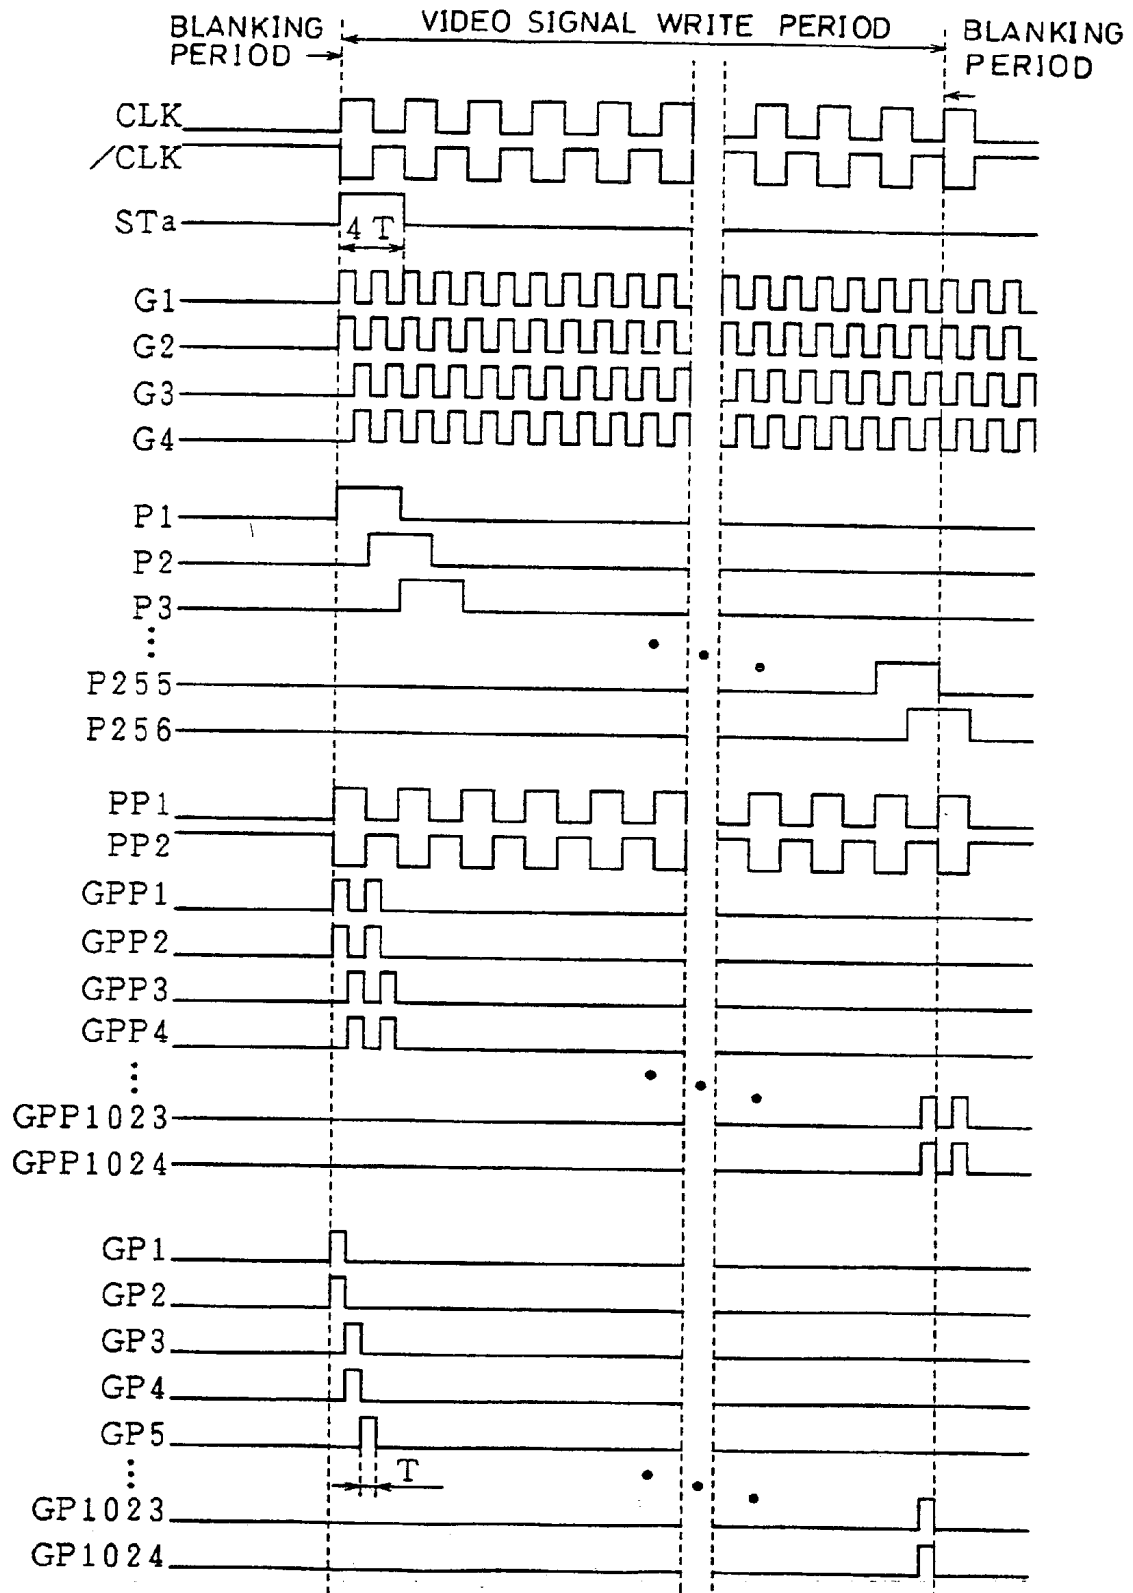 BLANKING PERIOD
VIDEO SIGNAL WRITE PERIOD
BLANKING PERIOD
CLK
/CLK
STa
4T
G1
G2
G3
G4
P1
P2
P3
P255
P256
PP1
PP2
GPP1
GPP2
GPP3
GPP4
GPP1023
GPP1024
GP1
GP2
GP3
GP4
GP5
T
GP1023
GP1024